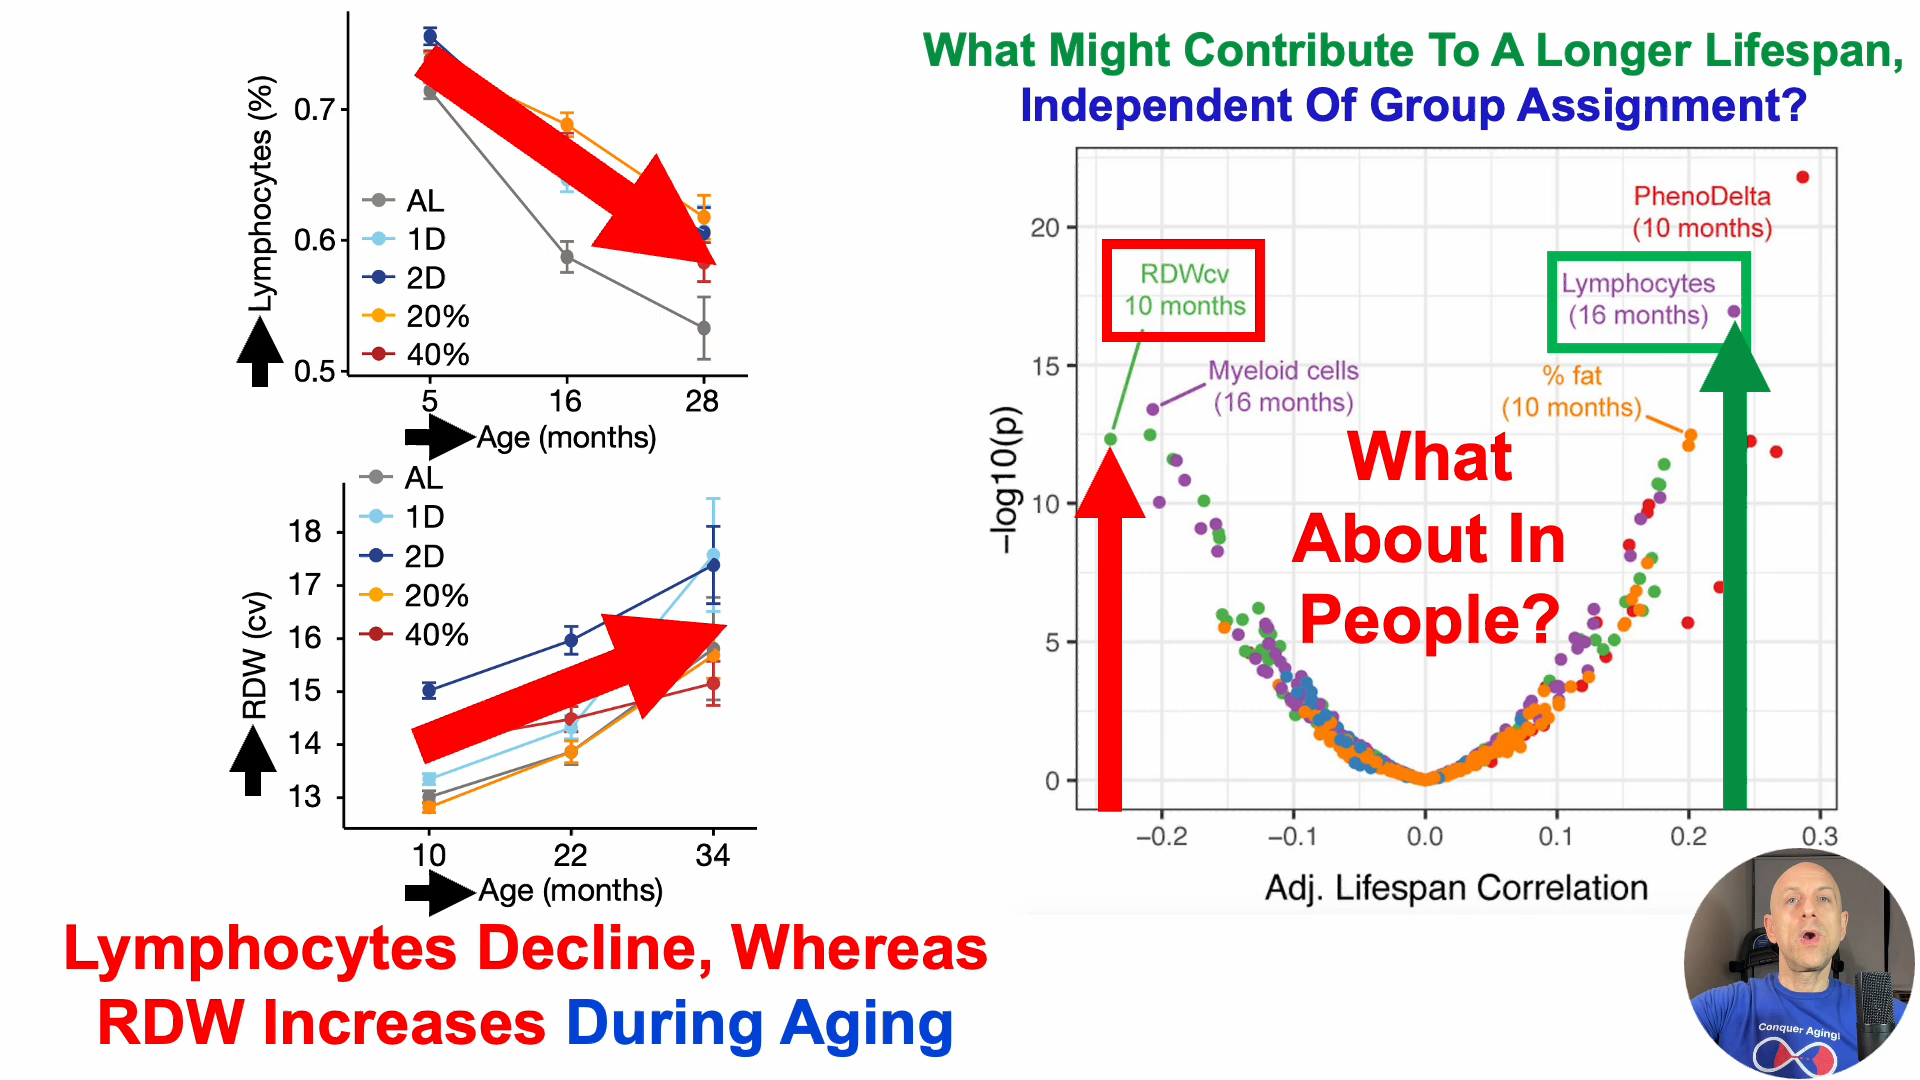 What Might Contribute To A Longer Lifespan,
Independent Of Group Assignment?
Lymphocytes (%)
0.7
0.6
0.5
AL
1D
2D
20%
40%
5
16
28
Age (months)
RDW (cv)
18
17
16
15
14
13
AL
1D
2D
20%
40%
10
22
34
Age (months)
Lymphocytes Decline, Whereas
RDW Increases During Aging
−log10(p)
20
15
10
5
0
PhenoDelta
(10 months)
RDWcv
10 months
Lymphocytes
(16 months)
Myeloid cells
(16 months)
% fat
(10 months)
What
About In
People?
−0.2
−0.1
0.0
0.1
0.2
0.3
Adj. Lifespan Correlation
Conquer Aging!